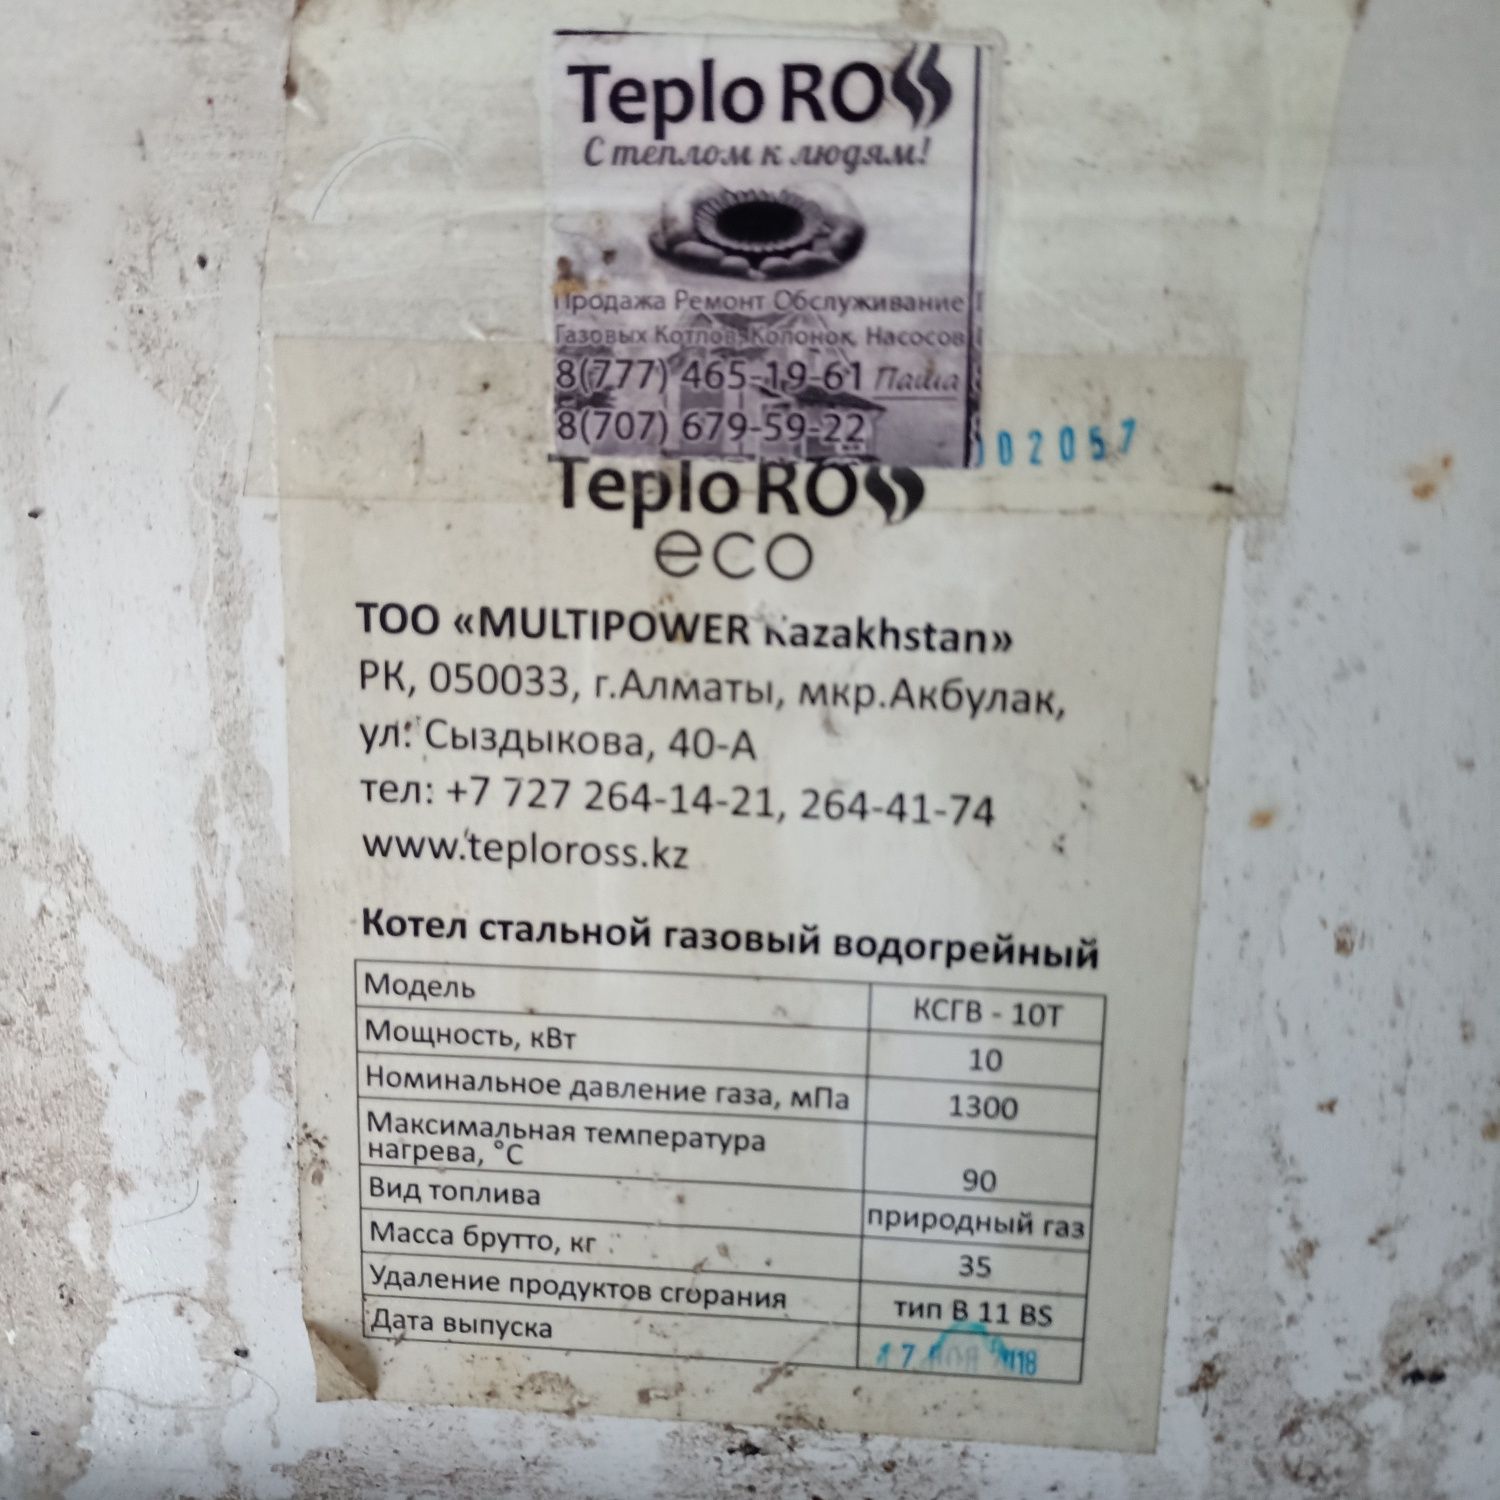 Teplo ROSS
С теплом к людям!
Продажа Ремонт Обслуживание
Газовых Котлов, Колонок, Насосов
8(777) 465-19-61 Паша
8(707) 679-59-22
02057
Teplo ROSS
eco
ТОО «MULTIPOWER Kazakhstan»
РК, 050033, г.Алматы, мкр.Акбулак,
ул. Сыздыкова, 40-А
тел: +7 727 264-14-21, 264-41-74
www.teploross.kz
Котел стальной газовый водогрейный
Модель КСГВ - 10Т
Мощность, кВт 10
Номинальное давление газа, мПа 1300
Максимальная температура
нагрева, °С 90
Вид топлива природный газ
Масса брутто, кг 35
Удаление продуктов сгорания тип В 11 BS
Дата выпуска